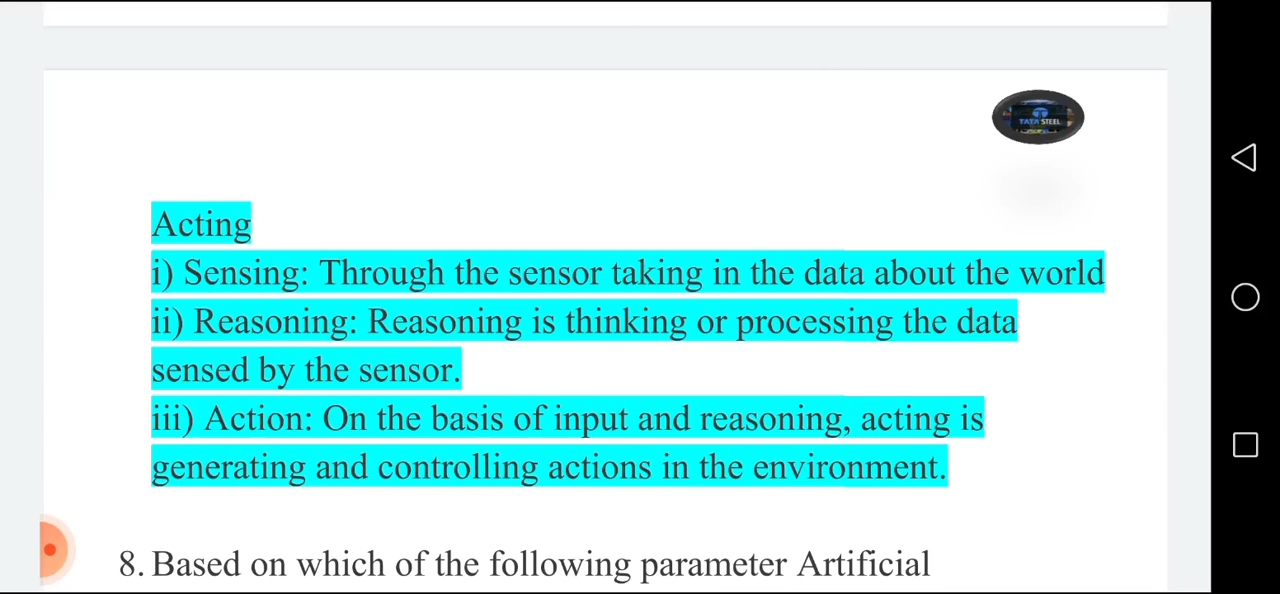 TATA STEEL
Acting
i) Sensing: Through the sensor taking in the data about the world
ii) Reasoning: Reasoning is thinking or processing the data
sensed by the sensor.
iii) Action: On the basis of input and reasoning, acting is
generating and controlling actions in the environment.
8. Based on which of the following parameter Artificial